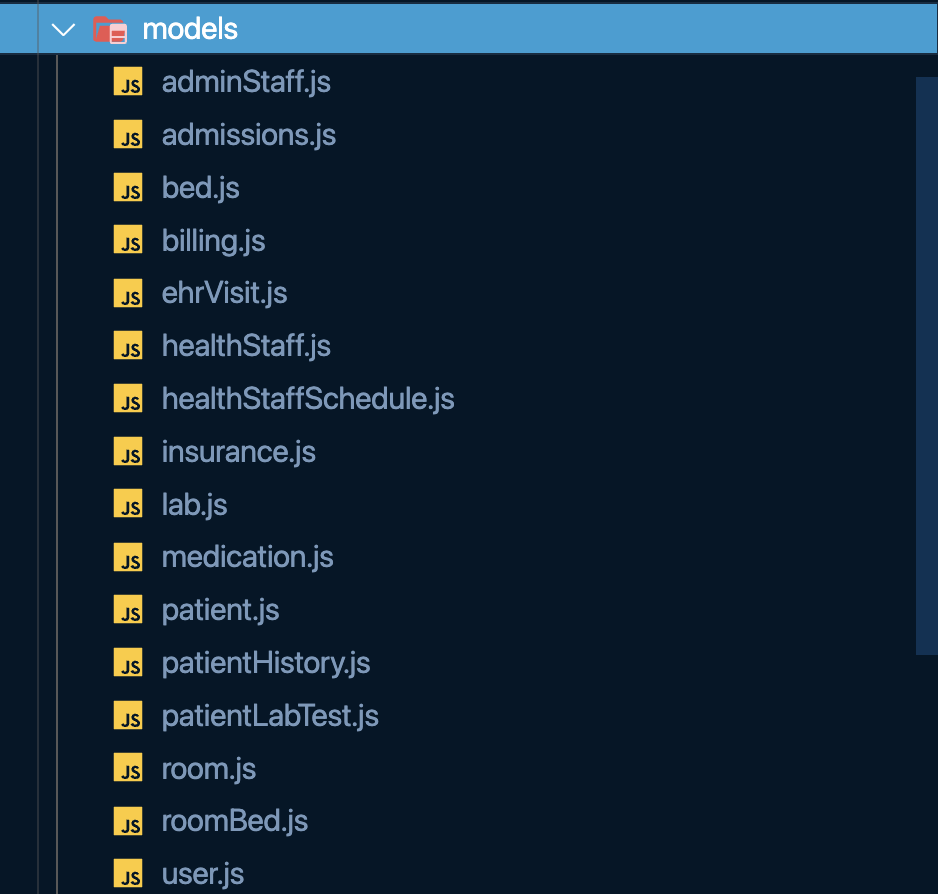 models
JS adminStaff.js
JS admissions.js
JS bed.js
JS billing.js
JS ehrVisit.js
JS healthStaff.js
JS healthStaffSchedule.js
JS insurance.js
JS lab.js
JS medication.js
JS patient.js
JS patientHistory.js
JS patientLabTest.js
JS room.js
JS roomBed.js
JS user.js